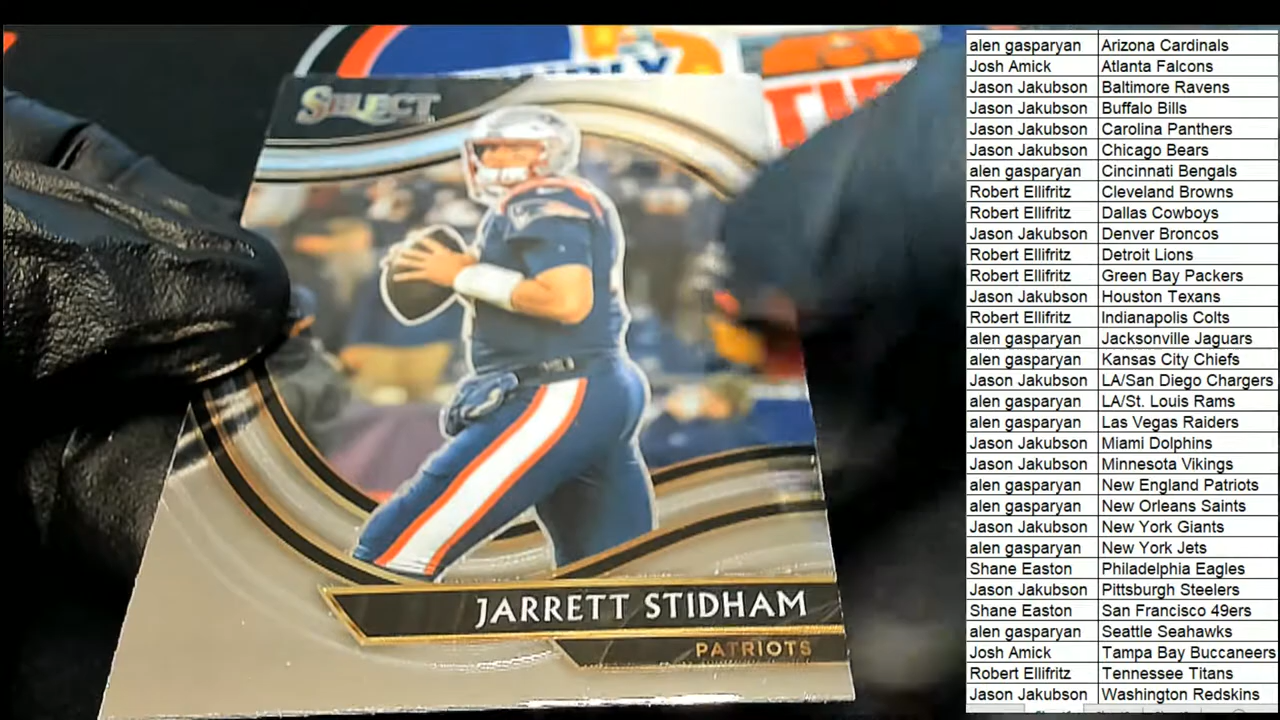 SELECT
JARRETT STIDHAM
PATRIOTS
alen gasparyan Arizona Cardinals
Josh Amick Atlanta Falcons
Jason Jakubson Baltimore Ravens
Jason Jakubson Buffalo Bills
Jason Jakubson Carolina Panthers
Jason Jakubson Chicago Bears
alen gasparyan Cincinnati Bengals
Robert Ellifritz Cleveland Browns
Robert Ellifritz Dallas Cowboys
Jason Jakubson Denver Broncos
Robert Ellifritz Detroit Lions
Robert Ellifritz Green Bay Packers
Jason Jakubson Houston Texans
Robert Ellifritz Indianapolis Colts
alen gasparyan Jacksonville Jaguars
alen gasparyan Kansas City Chiefs
Jason Jakubson LA/San Diego Chargers
alen gasparyan LA/St. Louis Rams
alen gasparyan Las Vegas Raiders
Jason Jakubson Miami Dolphins
Jason Jakubson Minnesota Vikings
alen gasparyan New England Patriots
alen gasparyan New Orleans Saints
Jason Jakubson New York Giants
alen gasparyan New York Jets
Shane Easton Philadelphia Eagles
Jason Jakubson Pittsburgh Steelers
Shane Easton San Francisco 49ers
alen gasparyan Seattle Seahawks
Josh Amick Tampa Bay Buccaneers
Robert Ellifritz Tennessee Titans
Jason Jakubson Washington Redskins